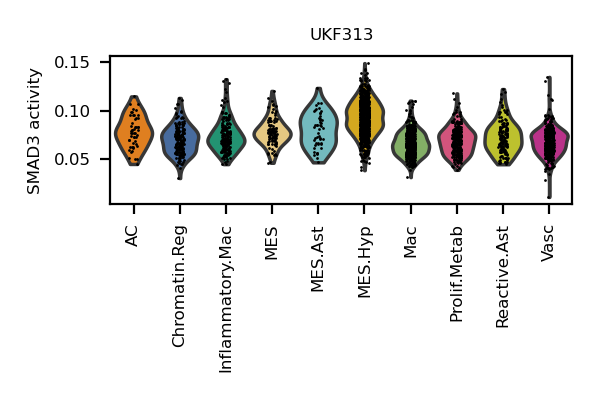 UKF313
SMAD3 activity
0.15
0.10
0.05
AC
Chromatin.Reg
Inflammatory.Mac
MES
MES.Ast
MES.Hyp
Mac
Prolif.Metab
Reactive.Ast
Vasc